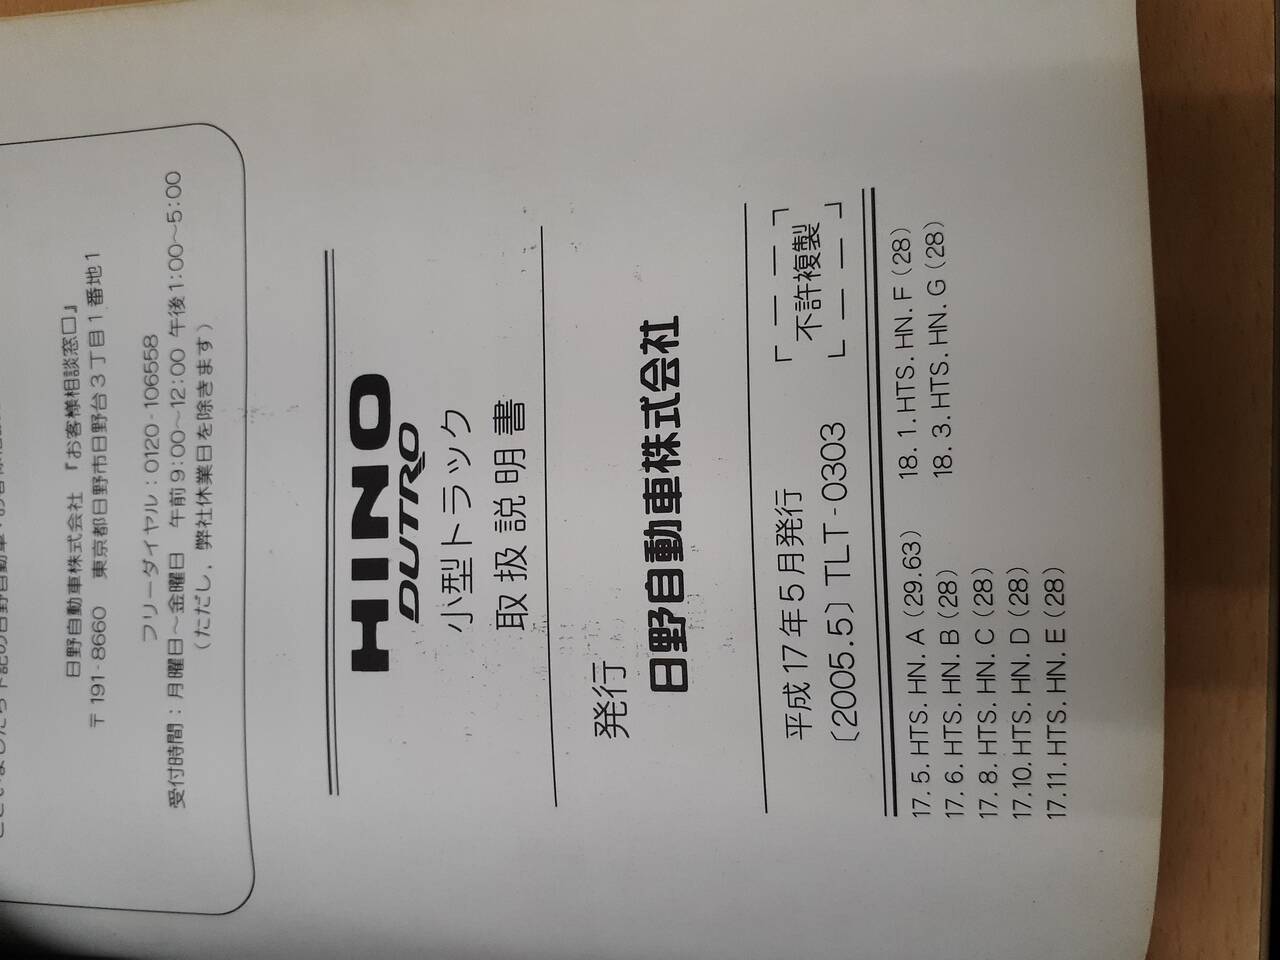 日野自動車株式会社 『お客様相談窓口』
〒191-8660 東京都日野市日野台3丁目1番地1
フリーダイヤル：0120-106558
受付時間：月曜日～金曜日 午前9:00～12:00 午後1:00～5:00
（ただし，弊社休業日を除きます）
HINO
DUTRO
小型トラック
取扱説明書
発行
日野自動車株式会社
平成17年5月発行
〔2005.5〕TLT-0303
「不許複製」
17. 5. HTS. HN. A (29.63) 18. 1. HTS. HN. F (28)
17. 6. HTS. HN. B (28) 18. 3. HTS. HN. G (28)
17. 8. HTS. HN. C (28)
17. 10. HTS. HN. D (28)
17. 11. HTS. HN. E (28)